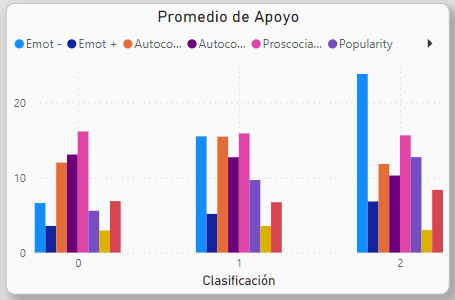 Promedio de Apoyo
Emot - Emot + Autoco... Autoco... Proscocia... Popularity
20
10
0
0 1 2
Clasificación